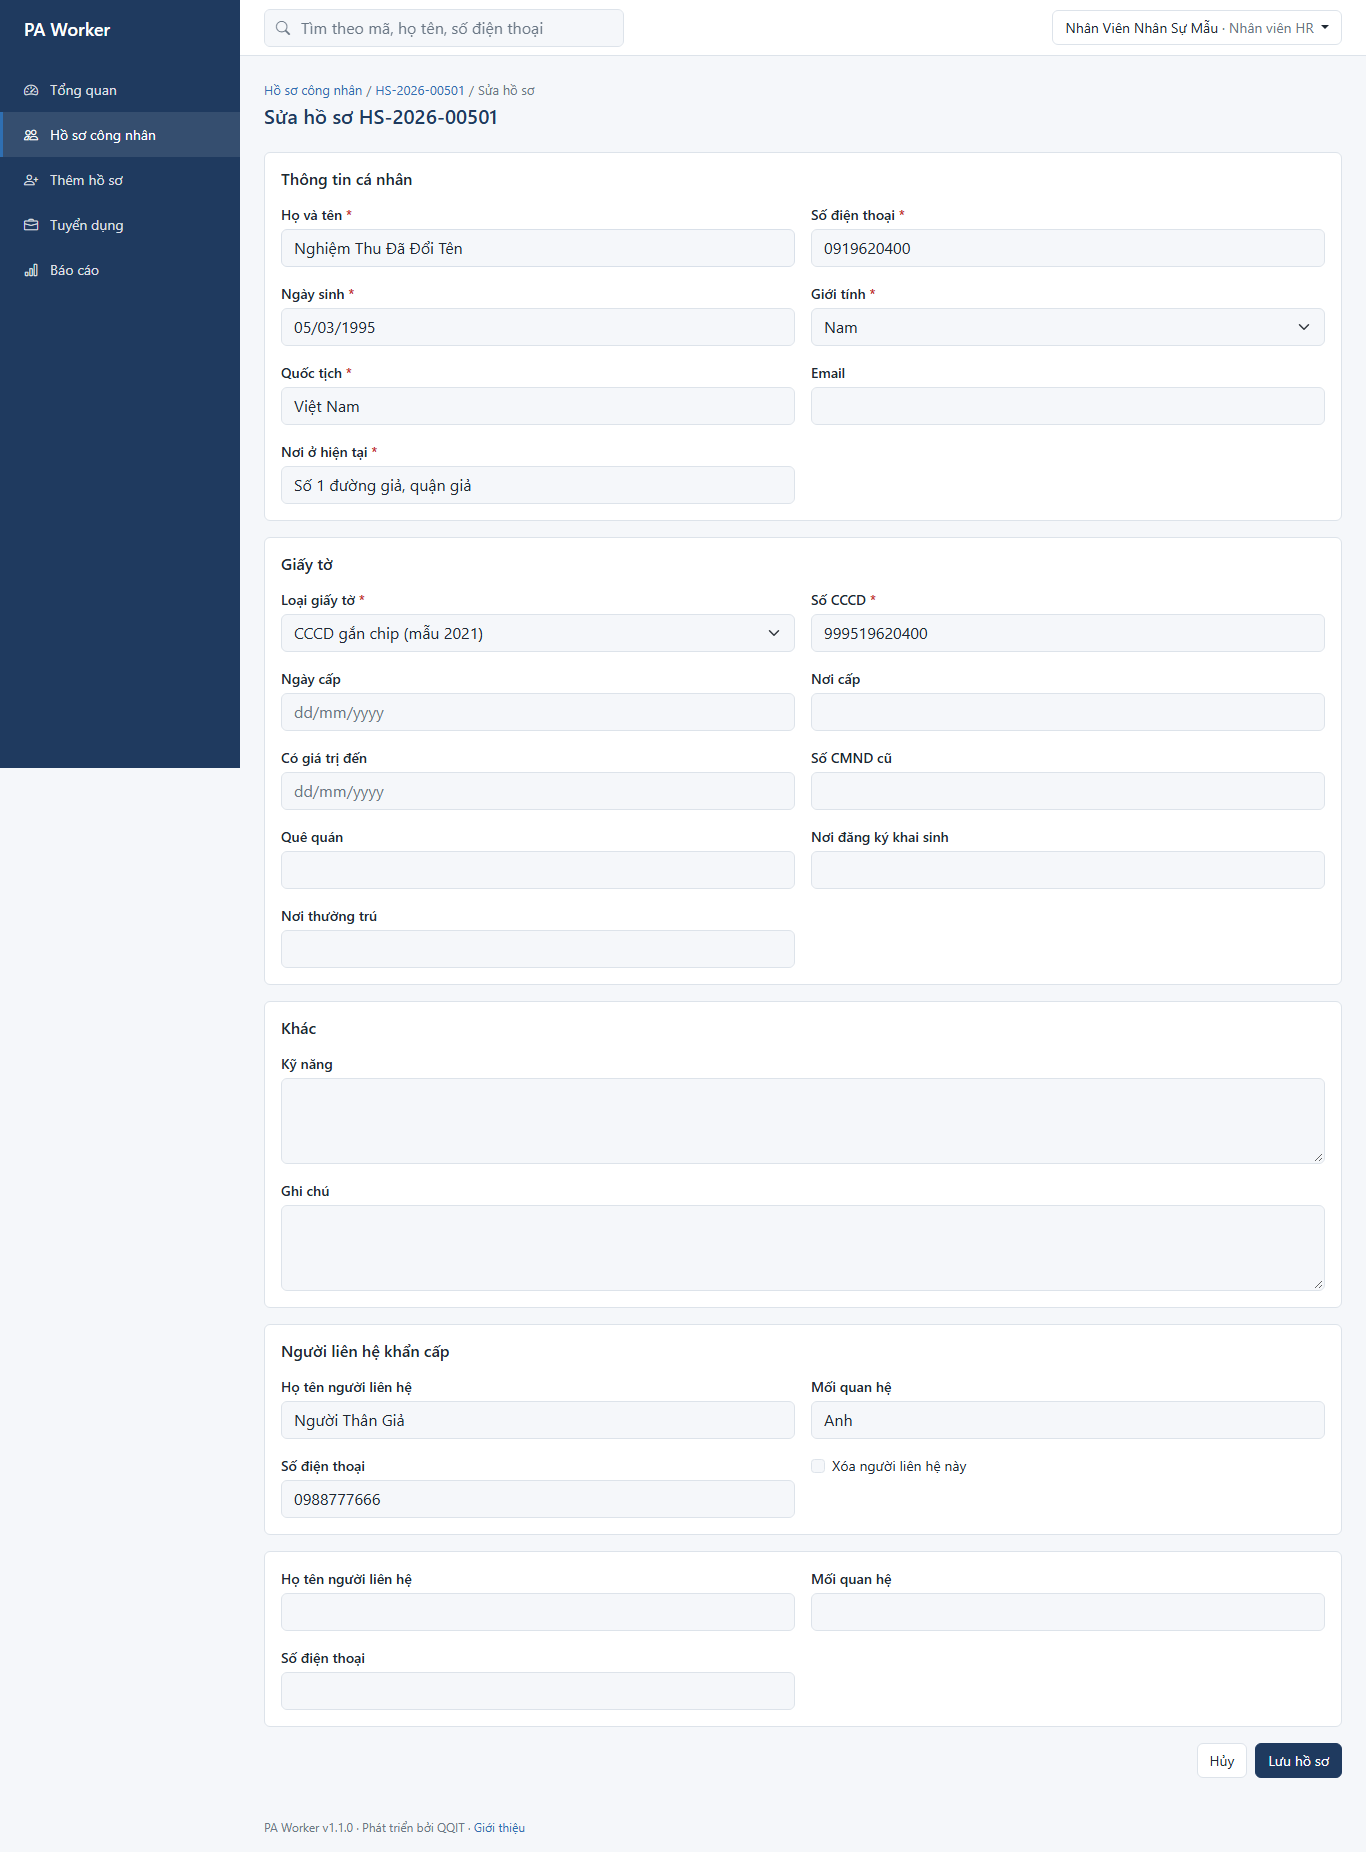 PA Worker
Tìm theo mã, họ tên, số điện thoại
Nhân Viên Nhân Sự Mẫu · Nhân viên HR
Tổng quan
Hồ sơ công nhân
Thêm hồ sơ
Tuyển dụng
Báo cáo
Hồ sơ công nhân / HS-2026-00501 / Sửa hồ sơ
Sửa hồ sơ HS-2026-00501
Thông tin cá nhân
Họ và tên *
Số điện thoại *
Nghiệm Thu Đã Đổi Tên
0919620400
Ngày sinh *
Giới tính *
05/03/1995
Nam
Quốc tịch *
Email
Việt Nam
Nơi ở hiện tại *
Số 1 đường giả, quận giả
Giấy tờ
Loại giấy tờ *
Số CCCD *
CCCD gắn chip (mẫu 2021)
999519620400
Ngày cấp
Nơi cấp
dd/mm/yyyy
Có giá trị đến
Số CMND cũ
dd/mm/yyyy
Quê quán
Nơi đăng ký khai sinh
Nơi thường trú
Khác
Kỹ năng
Ghi chú
Người liên hệ khẩn cấp
Họ tên người liên hệ
Mối quan hệ
Người Thân Giả
Anh
Số điện thoại
Xóa người liên hệ này
0988777666
Họ tên người liên hệ
Mối quan hệ
Số điện thoại
Hủy
Lưu hồ sơ
PA Worker v1.1.0 · Phát triển bởi QQIT · Giới thiệu